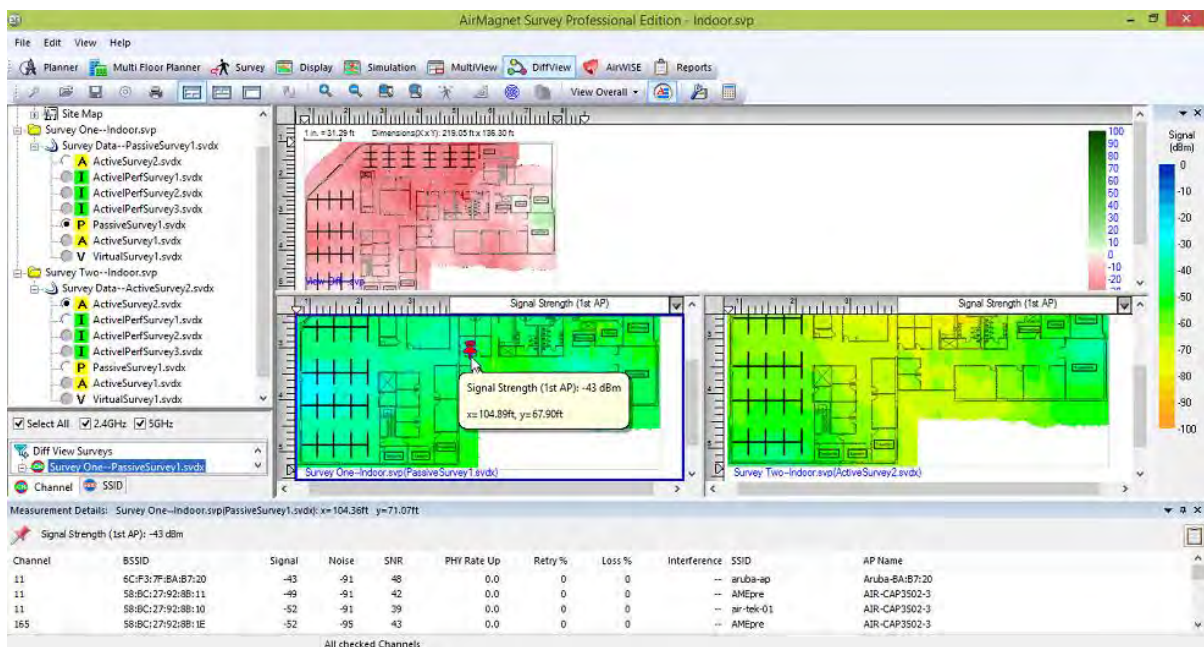 AirMagnet Survey Professional Edition - Indoor.svp
File Edit View Help
Planner Multi Floor Planner Survey Display Simulation MultiView DiffView AirWISE Reports
View Overall
Site Map
Survey One--Indoor.svp
Survey Data--PassiveSurvey1.svdx
A ActiveSurvey2.svdx
I ActiveIPerfSurvey1.svdx
I ActiveIPerfSurvey2.svdx
I ActiveIPerfSurvey3.svdx
P PassiveSurvey1.svdx
A ActiveSurvey1.svdx
V VirtualSurvey1.svdx
Survey Two--Indoor.svp
Survey Data--ActiveSurvey2.svdx
A ActiveSurvey2.svdx
I ActiveIPerfSurvey1.svdx
I ActiveIPerfSurvey2.svdx
I ActiveIPerfSurvey3.svdx
P PassiveSurvey1.svdx
A ActiveSurvey1.svdx
V VirtualSurvey1.svdx
Select All 2.4GHz 5GHz
Diff View Surveys
Survey One--PassiveSurvey1.svdx
Channel SSID
1 in. = 31.29 ft Dimensions(X x Y): 219.05 ft x 136.30 ft
View Diff--.svp
100
90
80
70
60
50
40
30
20
10
0
-10
-20
Signal
(dBm)
0
-10
-20
-30
-40
-50
-60
-70
-80
-90
-100
Signal Strength (1st AP)
Signal Strength (1st AP): -43 dBm
x=104.89ft, y=67.90ft
Survey One--Indoor.svp(PassiveSurvey1.svdx)
Signal Strength (1st AP)
Survey Two--Indoor.svp(ActiveSurvey2.svdx)
Measurement Details: Survey One--Indoor.svp(PassiveSurvey1.svdx): x=104.36ft y=71.07ft
Signal Strength (1st AP): -43 dBm
Channel BSSID Signal Noise SNR PHY Rate Up Retry % Loss % Interference SSID AP Name
11 6C:F3:7F:BA:B7:20 -43 -91 48 0.0 0 0 -- aruba-ap Aruba-BA:B7:20
11 58:BC:27:92:8B:11 -49 -91 42 0.0 0 0 -- AMEpre AIR-CAP3502-3
11 58:BC:27:92:8B:10 -52 -91 39 0.0 0 0 -- air-tek-01 AIR-CAP3502-3
165 58:BC:27:92:8B:1E -52 -95 43 0.0 0 0 -- AMEpre AIR-CAP3502-3
All checked Channels